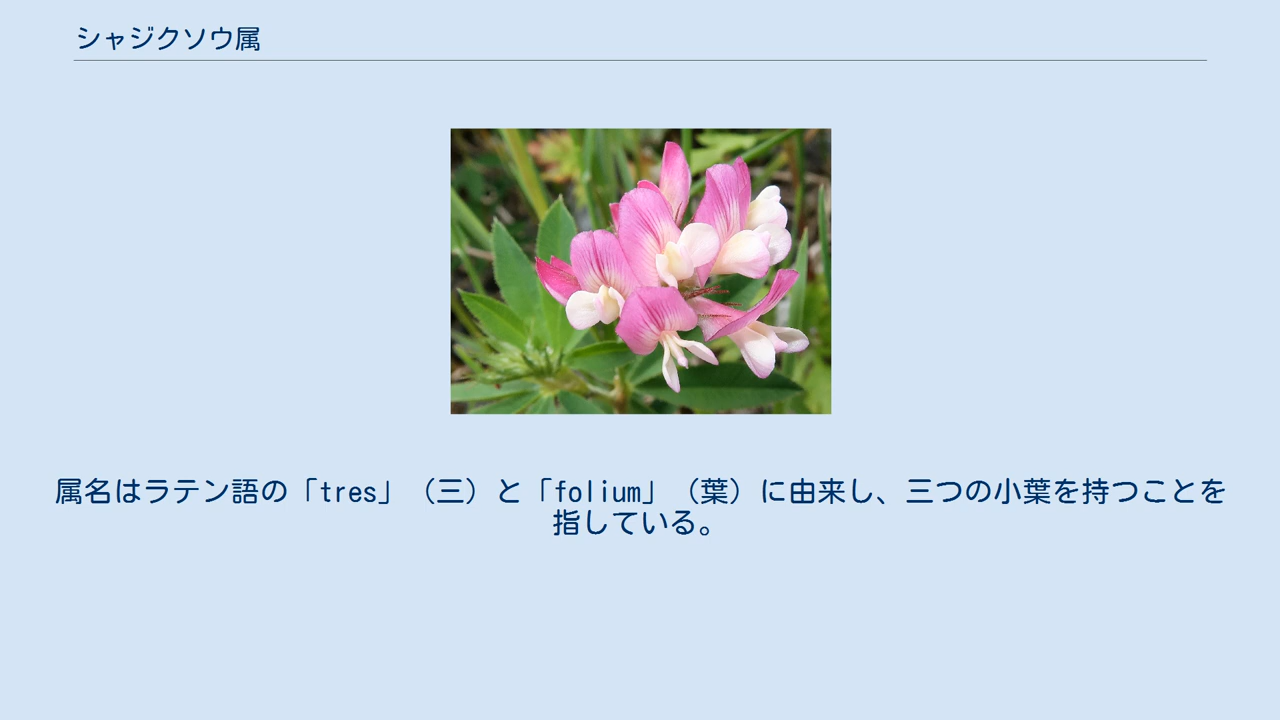 シャジクソウ属
属名はラテン語の「tres」（三）と「folium」（葉）に由来し、三つの小葉を持つことを
指している。